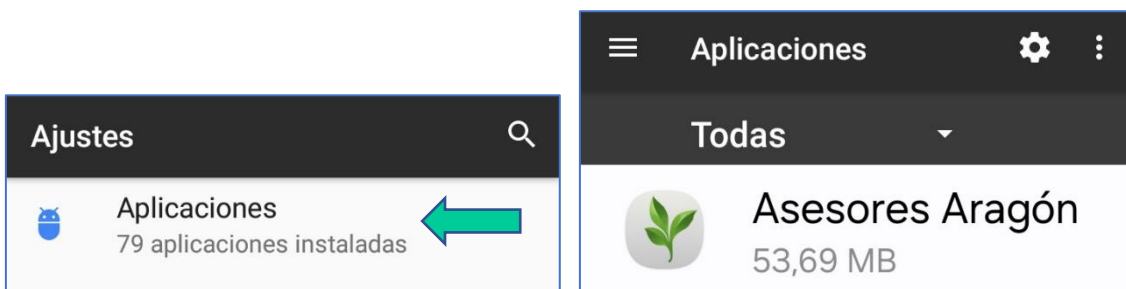 Ajustes
Aplicaciones
79 aplicaciones instaladas
Aplicaciones
Todas
Asesores Aragón
53,69 MB